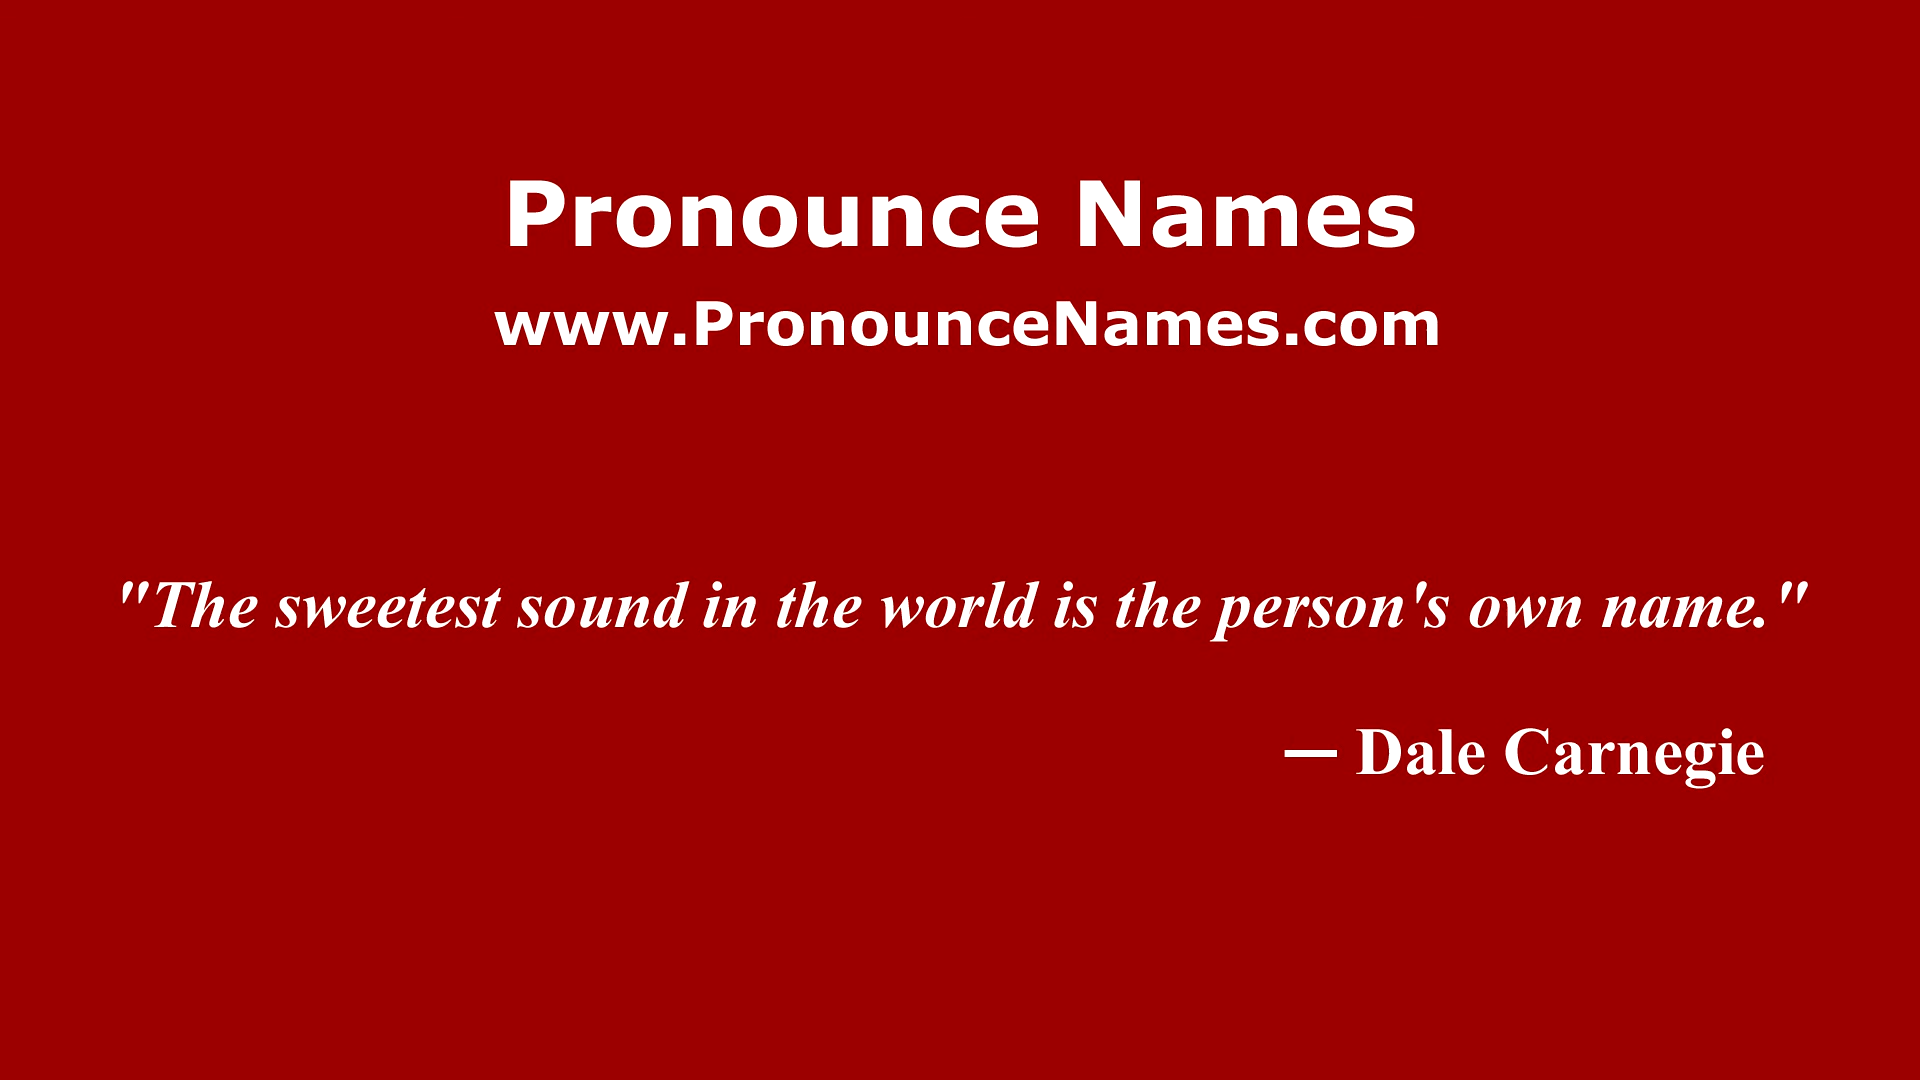 Pronounce Names
www.PronounceNames.com
"The sweetest sound in the world is the person's own name."
— Dale Carnegie